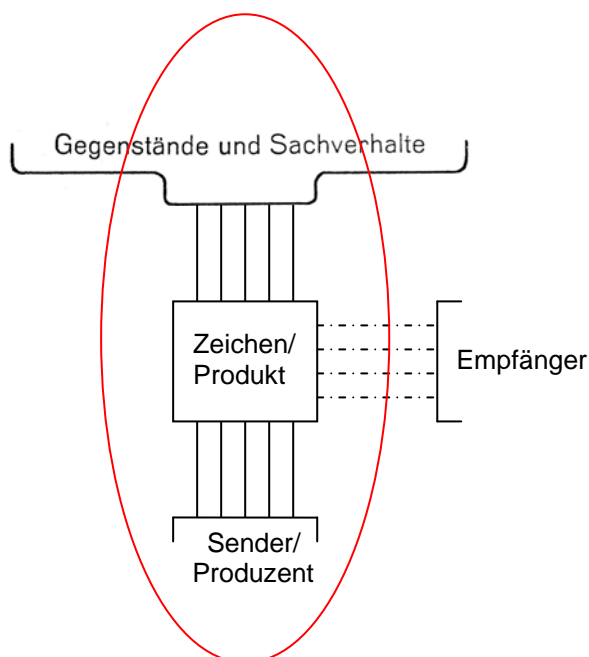 Gegenstände und Sachverhalte
Zeichen/
Produkt
Empfänger
Sender/
Produzent